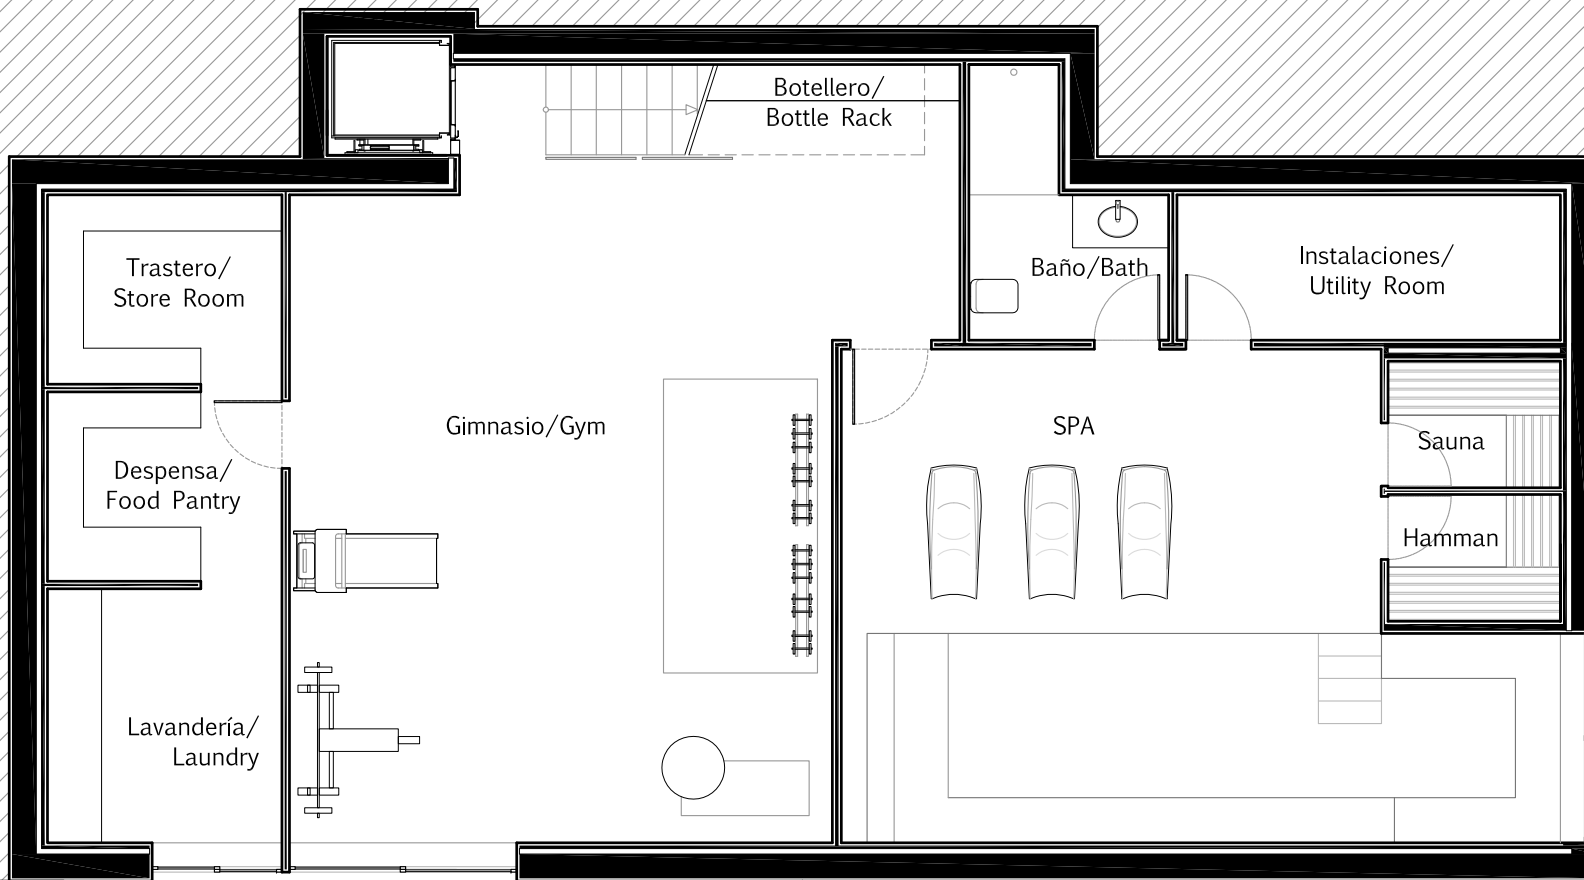 Botellero/
Bottle Rack
Trastero/
Store Room
Baño/Bath
Instalaciones/
Utility Room
Gimnasio/Gym
SPA
Sauna
Despensa/
Food Pantry
Hamman
Lavandería/
Laundry